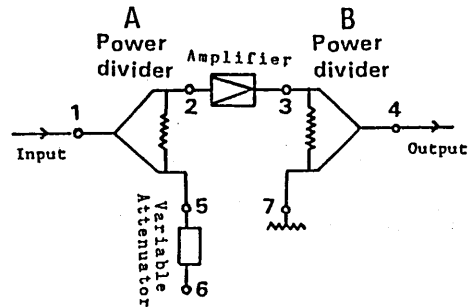 A
Power
divider
Amplifier
B
Power
divider
1
Input
2
3
4
Output
5
Variable
Attenuator
6
7